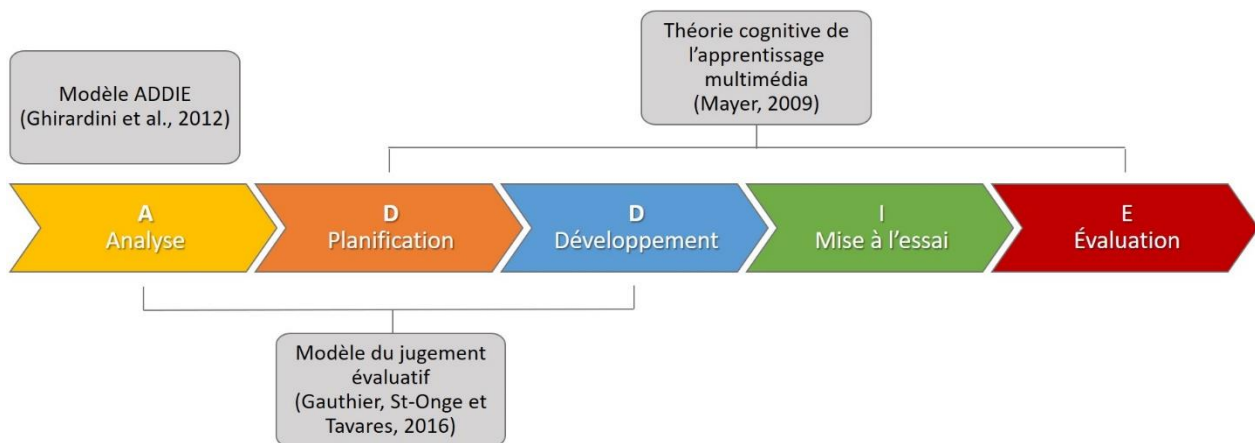 Théorie cognitive de
l’apprentissage
multimédia
(Mayer, 2009)
Modèle ADDIE
(Ghirardini et al., 2012)
A
Analyse
D
Planification
D
Développement
I
Mise à l’essai
E
Évaluation
Modèle du jugement
évaluatif
(Gauthier, St-Onge et
Tavares, 2016)